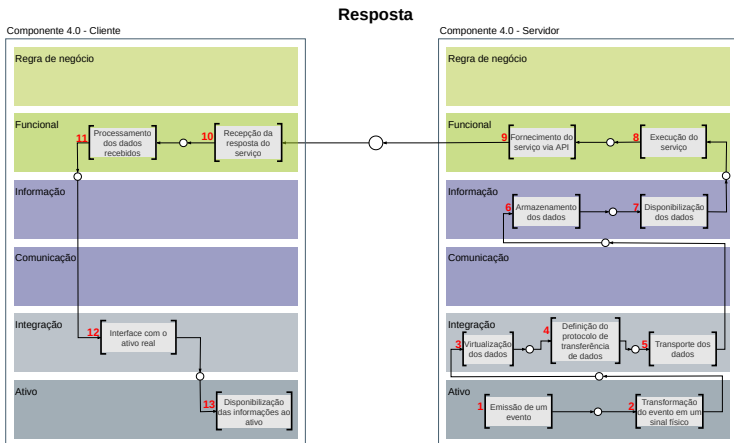 Resposta
Componente 4.0 - Cliente
Regra de negócio
Funcional
11
Processamento
dos dados
recebidos
10
Recepção da
resposta do
serviço
Informação
Comunicação
Integração
12
Interface com o
ativo real
Ativo
13
Disponibilização
das informações ao
ativo
Componente 4.0 - Servidor
Regra de negócio
Funcional
9
Fornecimento do
serviço via API
8
Execução do
serviço
Informação
6
Armazenamento
dos dados
7
Disponibilização
dos dados
Comunicação
Integração
3
Virtualização
dos dados
4
Definição do
protocolo de
transferência
de dados
5
Transporte dos
dados
Ativo
1
Emissão de um
evento
2
Transformação
do evento em um
sinal físico